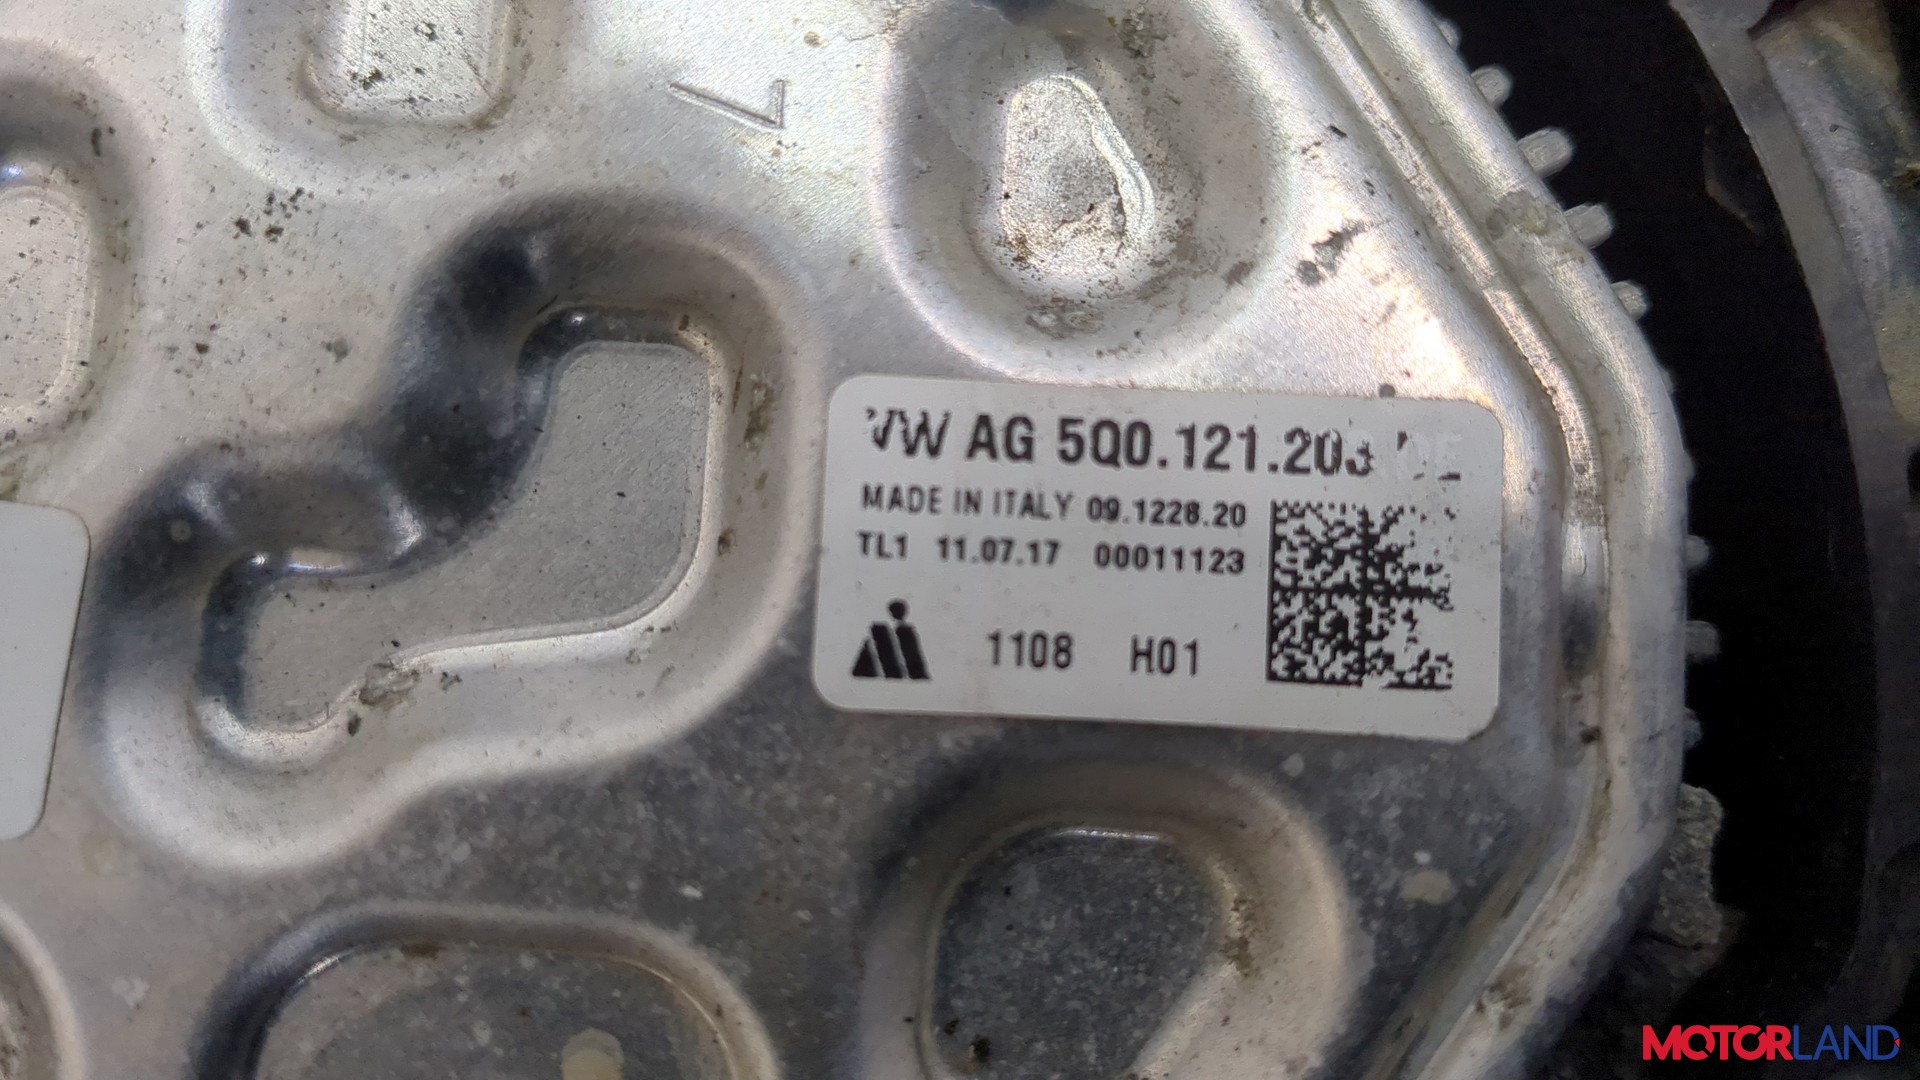 VW AG 5Q0.121.203
MADE IN ITALY 09.1228.20
TL1 11.07.17 00011123
1108 H01
MOTORLAND